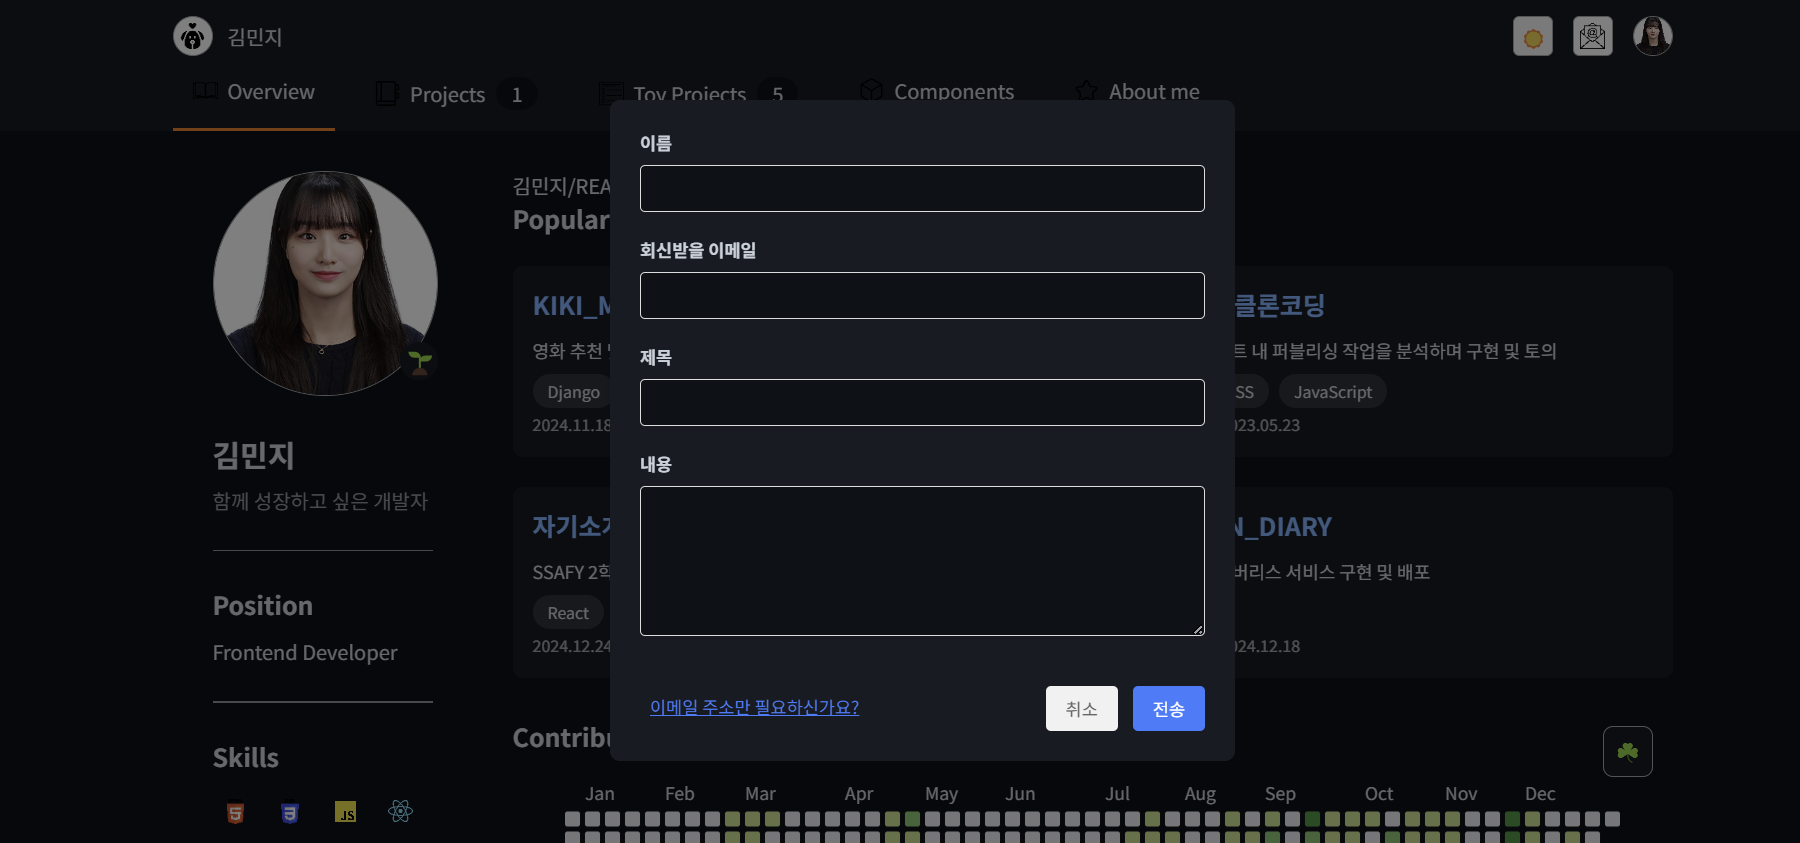 김민지
Overview
Projects 1
Toy Projects 5
Components
About me
이름
회신받을 이메일
제목
내용
이메일 주소만 필요하신가요?
취소
전송
김민지
함께 성장하고 싶은 개발자
Position
Frontend Developer
Skills
JS
김민지/REA
Popular
KIKI_M
영화 추천
Django
2024.11.18
클론코딩
트 내 퍼블리싱 작업을 분석하며 구현 및 토의
SS JavaScript
023.05.23
자기소개
SSAFY 2학
React
2024.12.24
N_DIARY
버리스 서비스 구현 및 배포
024.12.18
Contribu
Jan Feb Mar Apr May Jun Jul Aug Sep Oct Nov Dec